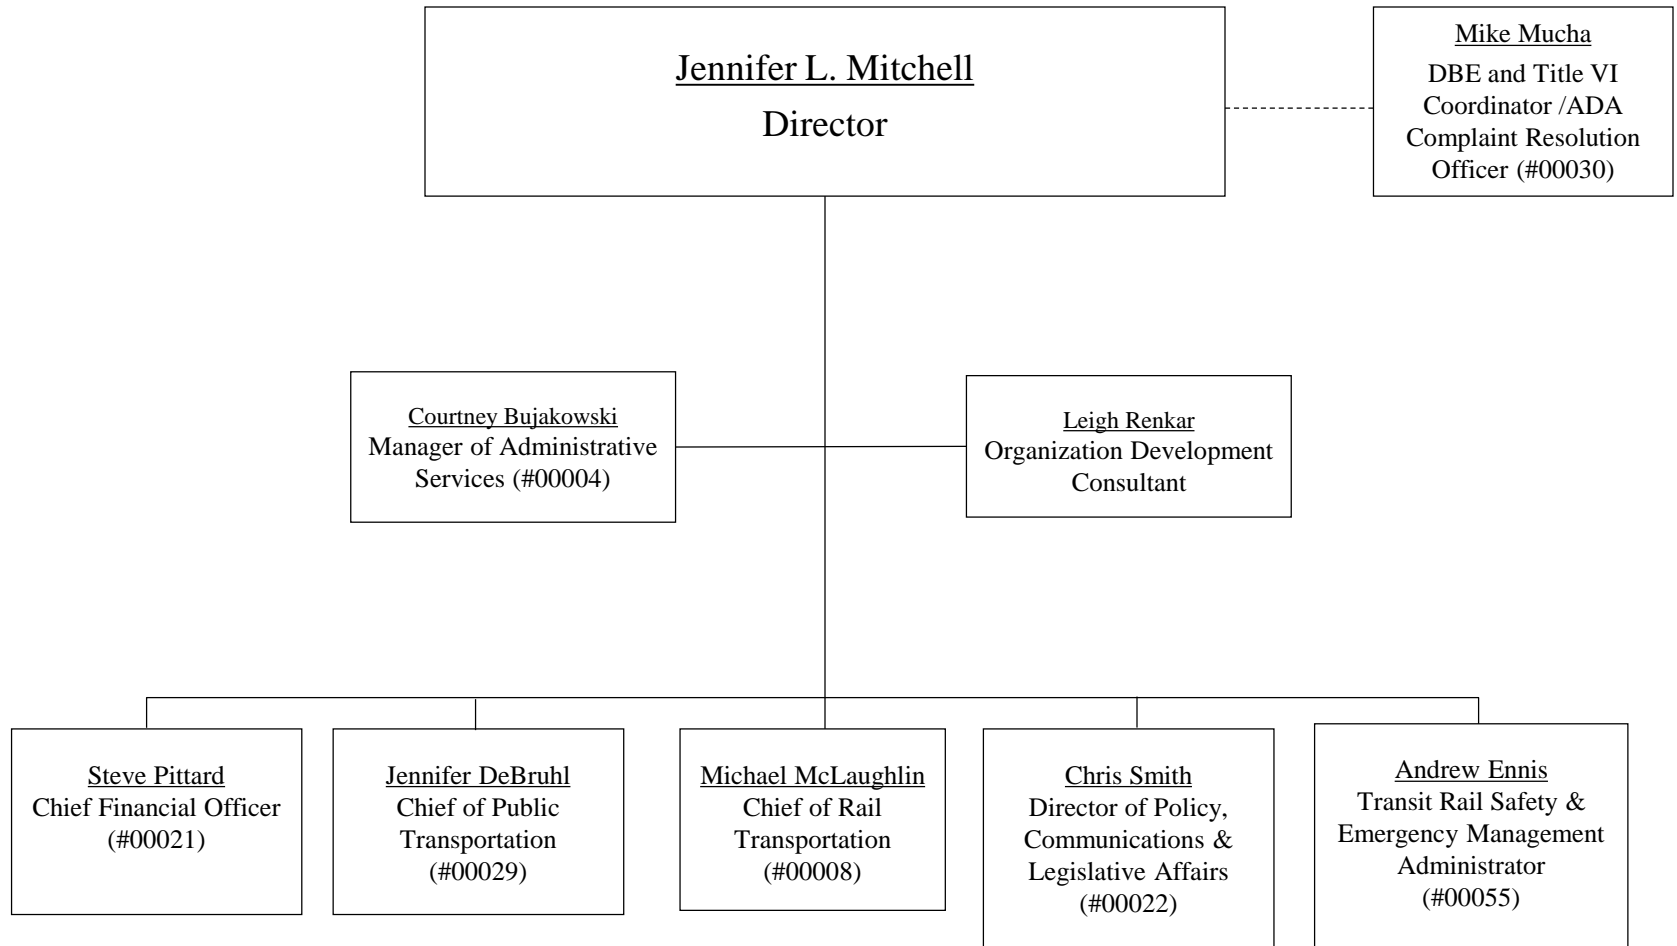 Jennifer L. Mitchell
Director
Mike Mucha
DBE and Title VI
Coordinator /ADA
Complaint Resolution
Officer (#00030)
Courtney Bujakowski
Manager of Administrative
Services (#00004)
Leigh Renkar
Organization Development
Consultant
Steve Pittard
Chief Financial Officer
(#00021)
Jennifer DeBruhl
Chief of Public
Transportation
(#00029)
Michael McLaughlin
Chief of Rail
Transportation
(#00008)
Chris Smith
Director of Policy,
Communications &
Legislative Affairs
(#00022)
Andrew Ennis
Transit Rail Safety &
Emergency Management
Administrator
(#00055)